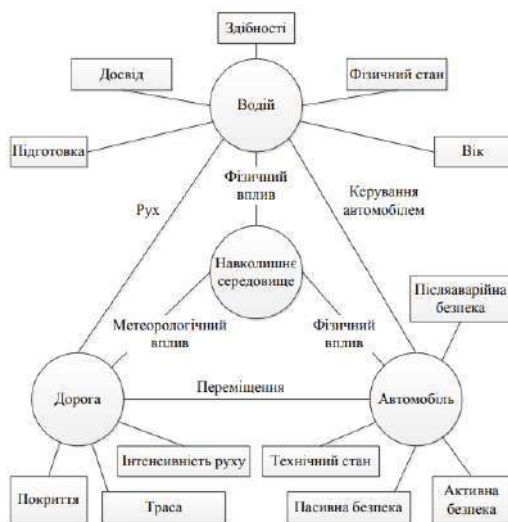 Здібності
Досвід
Фізичний стан
Водій
Підготовка
Вік
Фізичний
вплив
Рух
Керування
автомобілем
Навколишнє
середовище
Післяаварійна
безпека
Метеорологічний
вплив
Фізичний
вплив
Дорога
Переміщення
Автомобіль
Інтенсивність руху
Технічний стан
Покриття
Траса
Пасивна безпека
Активна
безпека